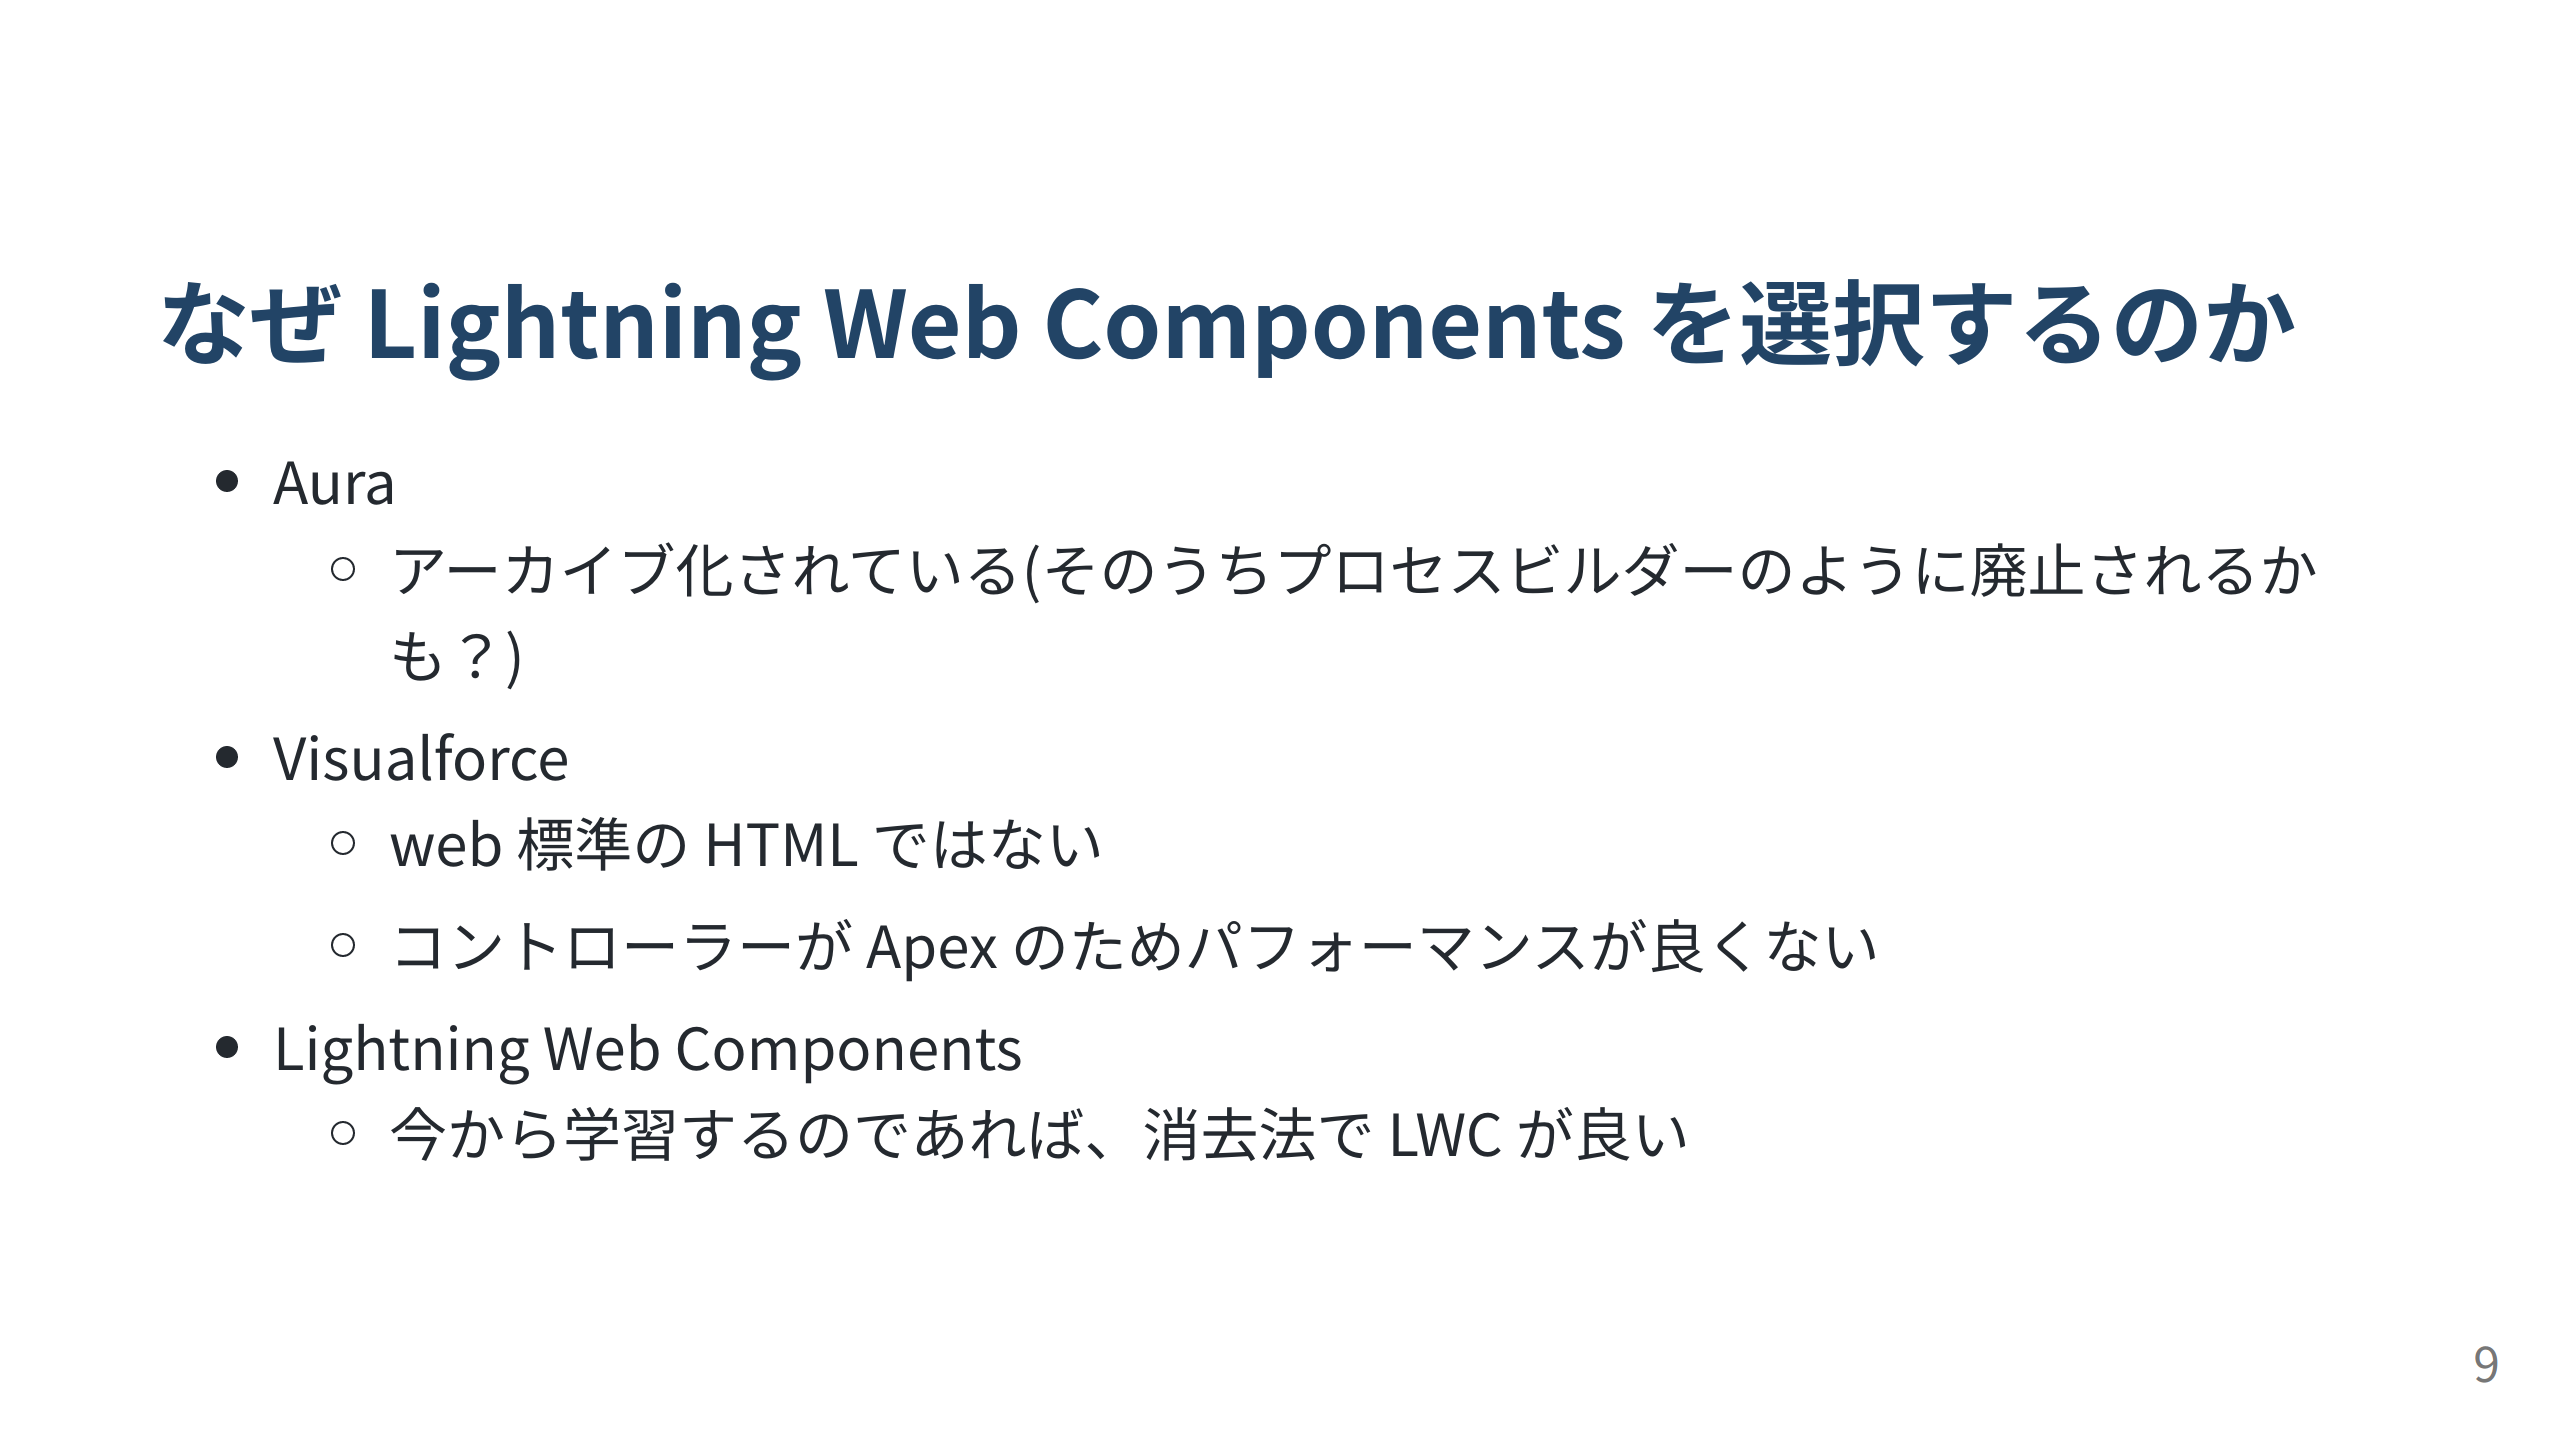 なぜ Lightning Web Components を選択するのか
Aura
アーカイブ化されている(そのうちプロセスビルダーのように廃止されるか
も？)
Visualforce
web 標準の HTML ではない
コントローラーが Apex のためパフォーマンスが良くない
Lightning Web Components
今から学習するのであれば、消去法で LWC が良い
9